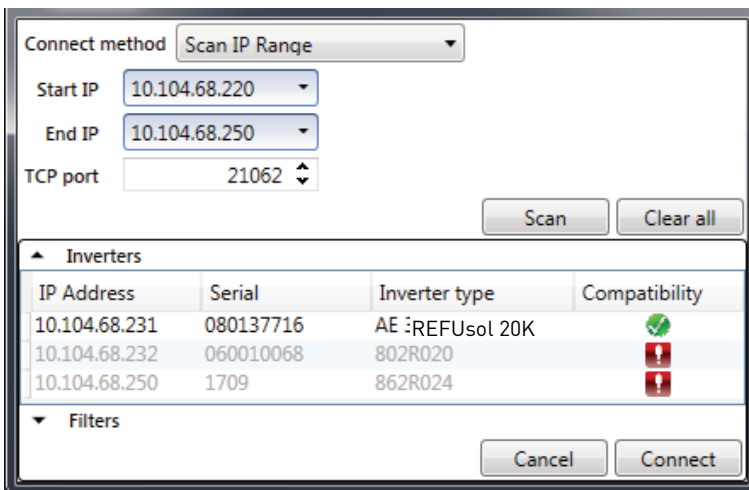 Connect method Scan IP Range
Start IP 10.104.68.220
End IP 10.104.68.250
TCP port 21062
Scan Clear all
Inverters
IP Address Serial Inverter type Compatibility
10.104.68.231 080137716 AE REFUsol 20K
10.104.68.232 060010068 802R020
10.104.68.250 1709 862R024
Filters
Cancel Connect